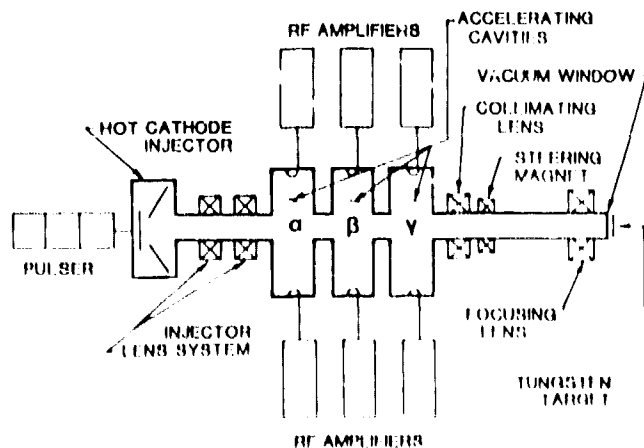 RF AMPLIFIERS
ACCELERATING
CAVITIES
VACUUM WINDOW
COLLIMATING
LENS
HOT CATHODE
INJECTOR
STEERING
MAGNET
α
β
γ
PULSER
INJECTOR
LENS SYSTEM
FOCUSING
LENS
TUNGSTEN
TARGET
RF AMPLIFIERS